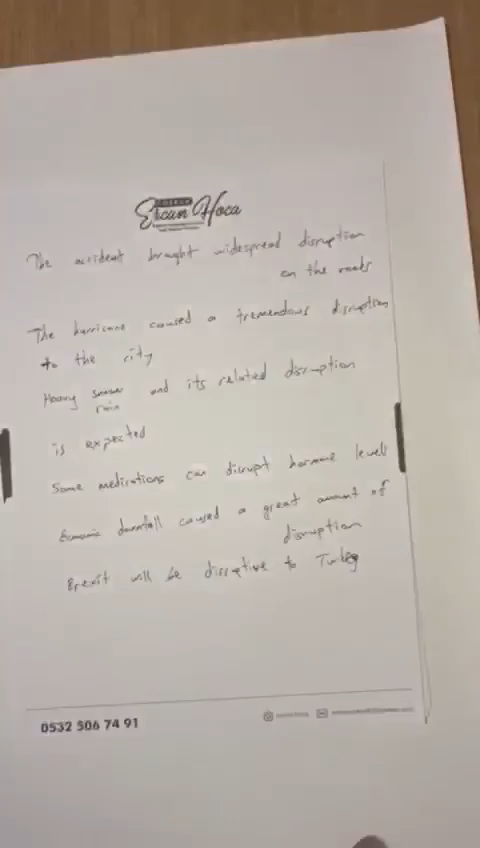 Ercan Hoca
The accident brought widespread disruption
on the roads
The hurricane caused a tremendous disruption
to the city
Heavy and its related disruption
rain
is expected
Some medications can disrupt hormone levels
Economic downfall caused a great amount of
disruption
Brexit will be disruptive to Turkey
0532 506 74 91